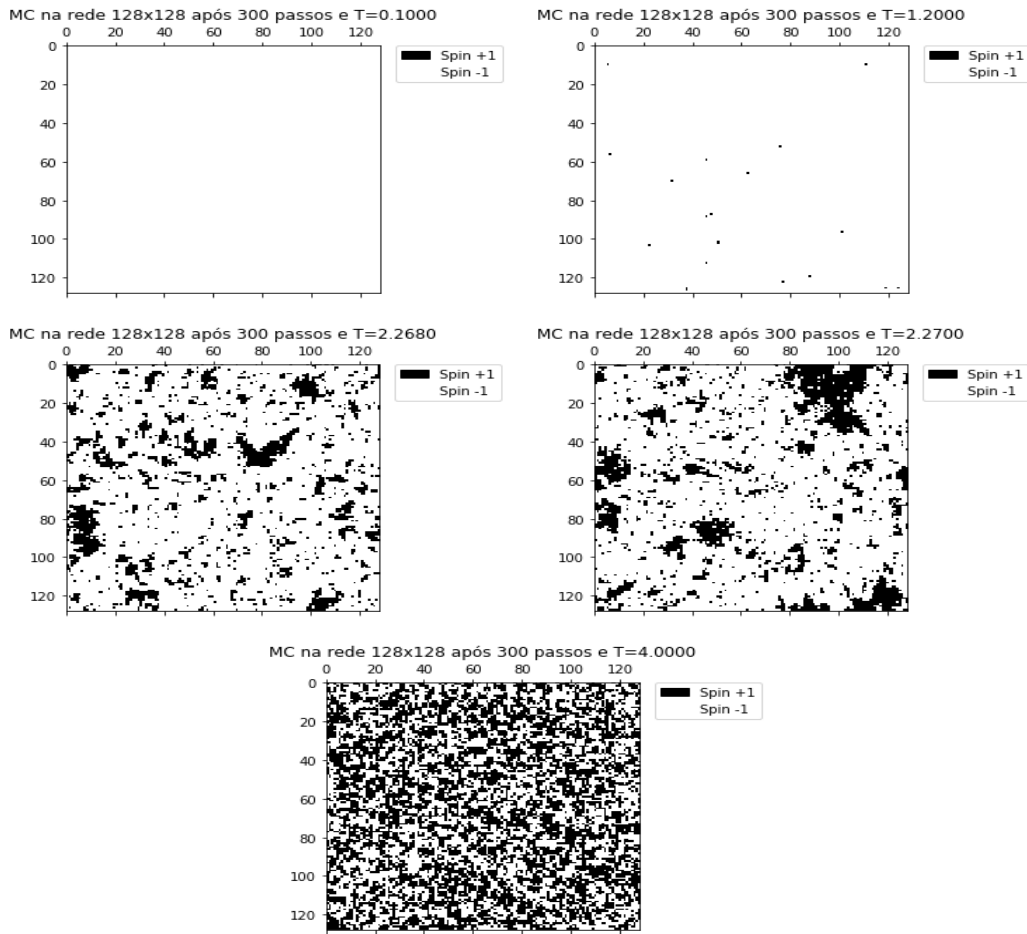 MC na rede 128x128 após 300 passos e T=0.1000
0 20 40 60 80 100 120
0
20
40
60
80
100
120
Spin +1
Spin -1
MC na rede 128x128 após 300 passos e T=1.2000
0 20 40 60 80 100 120
0
20
40
60
80
100
120
Spin +1
Spin -1
MC na rede 128x128 após 300 passos e T=2.2680
0 20 40 60 80 100 120
0
20
40
60
80
100
120
Spin +1
Spin -1
MC na rede 128x128 após 300 passos e T=2.2700
0 20 40 60 80 100 120
0
20
40
60
80
100
120
Spin +1
Spin -1
MC na rede 128x128 após 300 passos e T=4.0000
0 20 40 60 80 100 120
0
20
40
60
80
100
120
Spin +1
Spin -1